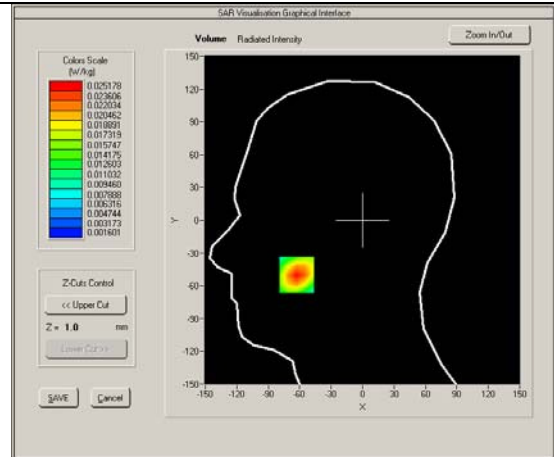 SAR Visualisation Graphical Interface
Volume Radiated Intensity
Zoom In/Out
Colors Scale
(W/kg)
0.025178
0.023606
0.022034
0.020462
0.018891
0.017319
0.015747
0.014175
0.012603
0.011032
0.009460
0.007888
0.006316
0.004744
0.003173
0.001601
150
120
90
60
30
0
-30
-60
-90
-120
-150
Y
-150 -120 -90 -60 -30 0 30 60 90 120 150
X
Z-Cuts Control
<< Upper Cut
Z = 1.0 mm
SAVE Cancel